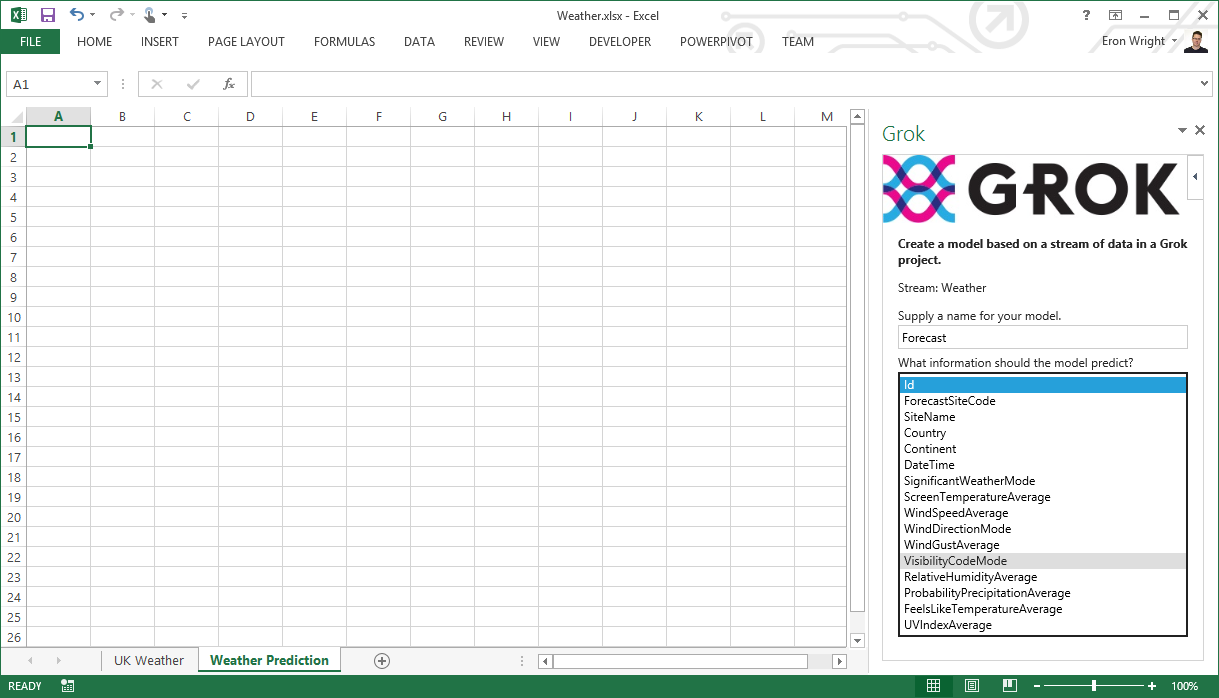 Weather.xlsx - Excel
?
FILE HOME INSERT PAGE LAYOUT FORMULAS DATA REVIEW VIEW DEVELOPER POWERPIVOT TEAM
Eron Wright
A1
fx
A B C D E F G H I J K L M
1
2
3
4
5
6
7
8
9
10
11
12
13
14
15
16
17
18
19
20
21
22
23
24
25
26
Grok
GROK
Create a model based on a stream of data in a Grok
project.
Stream: Weather
Supply a name for your model.
Forecast
What information should the model predict?
Id
ForecastSiteCode
SiteName
Country
Continent
DateTime
SignificantWeatherMode
ScreenTemperatureAverage
WindSpeedAverage
WindDirectionMode
WindGustAverage
VisibilityCodeMode
RelativeHumidityAverage
ProbabilityPrecipitationAverage
FeelsLikeTemperatureAverage
UVIndexAverage
UK Weather Weather Prediction
READY
100%